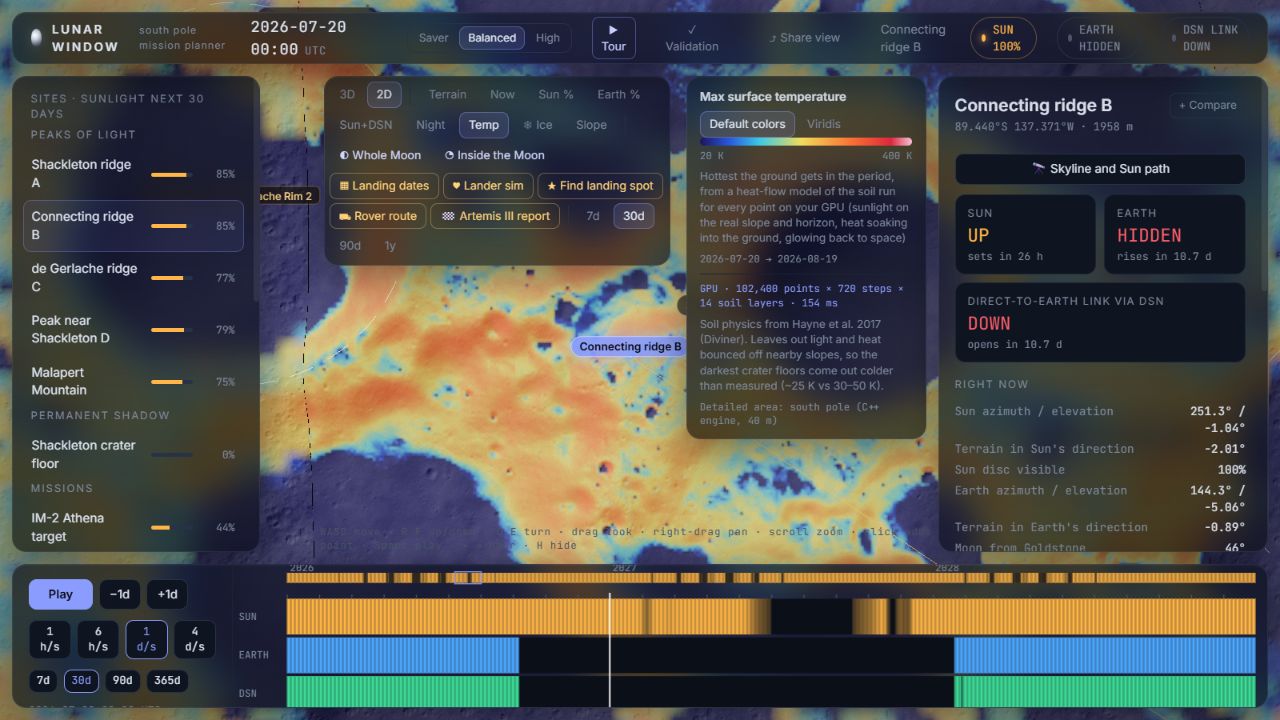 LUNAR WINDOW
south pole mission planner
2026-07-20
00:00 UTC
Saver
Balanced
High
▶ Tour
✓ Validation
⤴ Share view
Connecting ridge B
SUN 100%
EARTH HIDDEN
DSN LINK DOWN
SITES · SUNLIGHT NEXT 30 DAYS
PEAKS OF LIGHT
Shackleton ridge A 85%
Connecting ridge B 85%
de Gerlache ridge C 77%
Peak near Shackleton D 79%
Malapert Mountain 75%
PERMANENT SHADOW
Shackleton crater floor 0%
MISSIONS
IM-2 Athena target 44%
ache Rim 2
3D 2D Terrain Now Sun % Earth %
Sun+DSN Night Temp ❄ Ice Slope
◐ Whole Moon ◔ Inside the Moon
▦ Landing dates ♥ Lander sim ★ Find landing spot
⛟ Rover route 🏁 Artemis III report 7d 30d
90d 1y
Connecting ridge B
Max surface temperature
Default colors Viridis
20 K 400 K
Hottest the ground gets in the period,
from a heat-flow model of the soil run
for every point on your GPU (sunlight on
the real slope and horizon, heat soaking
into the ground, glowing back to space)
2026-07-20 → 2026-08-19
GPU · 102,400 points × 720 steps ×
14 soil layers · 154 ms
Soil physics from Hayne et al. 2017
(Diviner). Leaves out light and heat
bounced off nearby slopes, so the
darkest crater floors come out colder
than measured (~25 K vs 30–50 K).
Detailed area: south pole (C++
engine, 40 m)
Connecting ridge B
+ Compare
89.440°S 137.371°W · 1958 m
🔭 Skyline and Sun path
SUN
UP
sets in 26 h
EARTH
HIDDEN
rises in 10.7 d
DIRECT-TO-EARTH LINK VIA DSN
DOWN
opens in 10.7 d
RIGHT NOW
Sun azimuth / elevation 251.3° / -1.04°
Terrain in Sun's direction -2.01°
Sun disc visible 100%
Earth azimuth / elevation 144.3° / -5.06°
Terrain in Earth's direction -0.89°
Moon from Goldstone 46°
E turn · drag look · right-drag pan · scroll zoom · click
H hide
Play −1d +1d
1 h/s
6 h/s
1 d/s
4 d/s
7d 30d 90d 365d
2026 2027 2028
SUN
EARTH
DSN